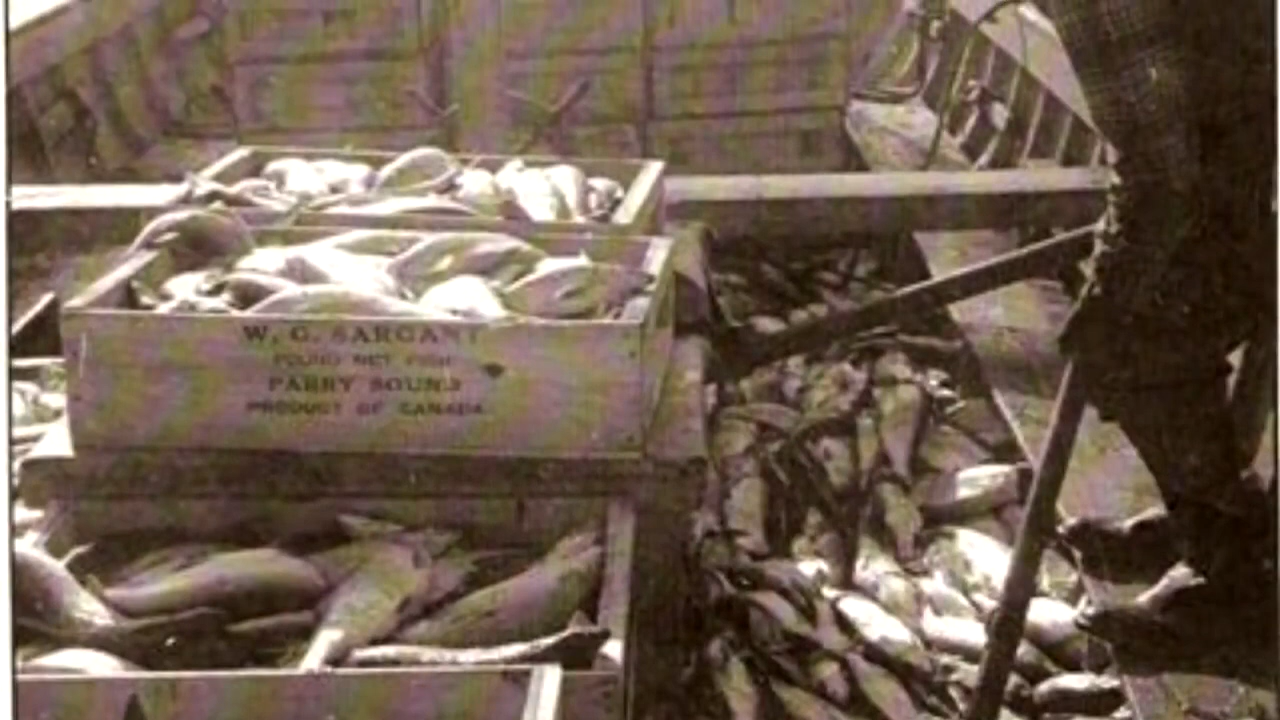 W. G. SARGANT
POUND NET FISH
PARRY SOUND
PRODUCT OF CANADA